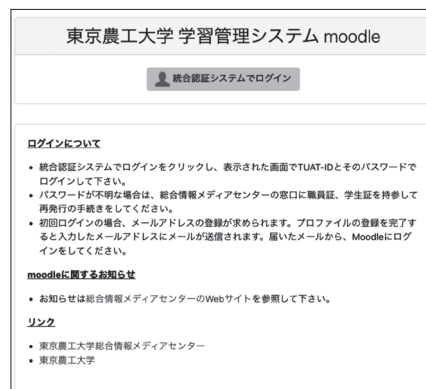 東京農工大学 学習管理システム moodle
統合認証システムでログイン
ログインについて
• 統合認証システムでログインをクリックし、表示された画面でTUAT-IDとそのパスワードで
ログインして下さい。
• パスワードが不明な場合は、総合情報メディアセンターの窓口に職員証、学生証を持参して
再発行の手続きをしてください。
• 初回ログインの場合、メールアドレスの登録が求められます。プロファイルの登録を完了す
ると入力したメールアドレスにメールが送信されます。届いたメールから、Moodleにログ
インをしてください。
moodleに関するお知らせ
• お知らせは総合情報メディアセンターのWebサイトを参照して下さい。
リンク
• 東京農工大学総合情報メディアセンター
• 東京農工大学